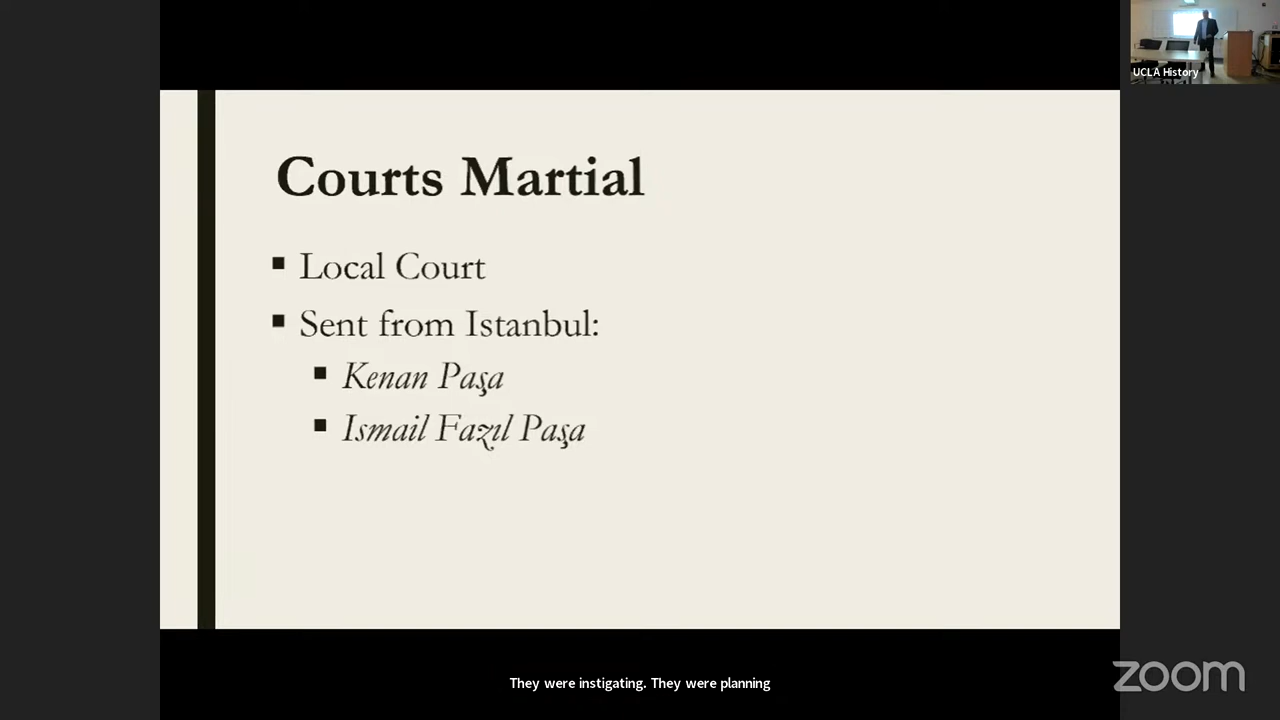 UCLA History
Courts Martial
▪ Local Court
▪ Sent from Istanbul:
▪ Kenan Paşa
▪ Ismail Fazıl Paşa
They were instigating. They were planning
zoom